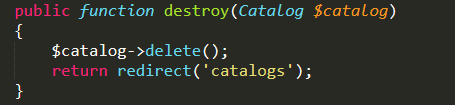 public function destroy(Catalog $catalog)
{
    $catalog->delete();
    return redirect('catalogs');
}